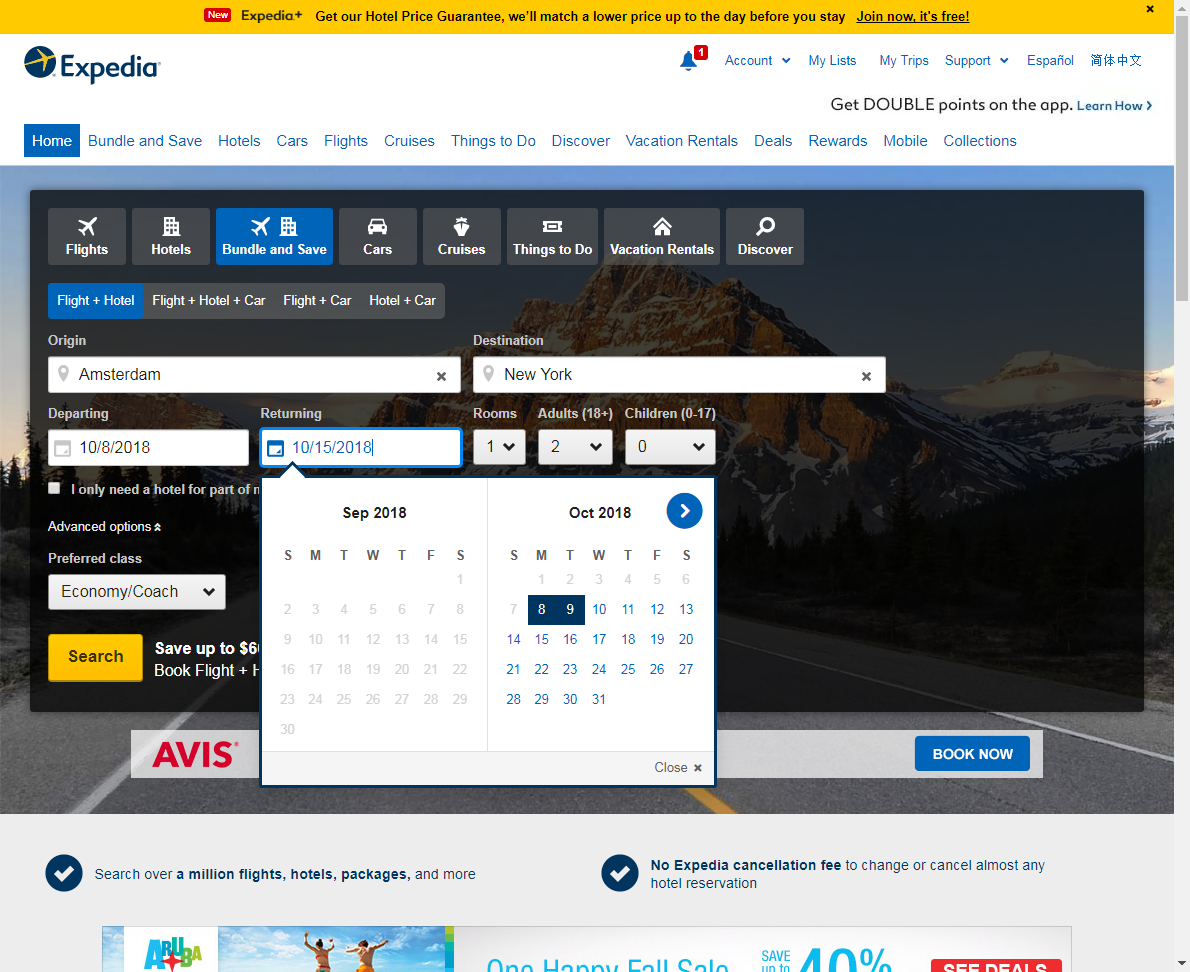 New Expedia+ Get our Hotel Price Guarantee, we'll match a lower price up to the day before you stay Join now, it's free!
Expedia
1 Account My Lists My Trips Support Español 简体中文
Get DOUBLE points on the app. Learn How
Home Bundle and Save Hotels Cars Flights Cruises Things to Do Discover Vacation Rentals Deals Rewards Mobile Collections
Flights Hotels Bundle and Save Cars Cruises Things to Do Vacation Rentals Discover
Flight + Hotel Flight + Hotel + Car Flight + Car Hotel + Car
Origin Destination
Amsterdam New York
Departing Returning Rooms Adults (18+) Children (0-17)
10/8/2018 10/15/2018 1 2 0
I only need a hotel for part of
Advanced options
Preferred class
Economy/Coach
Search
Save up to $6
Book Flight +
Sep 2018
S M T W T F S
1
2 3 4 5 6 7 8
9 10 11 12 13 14 15
16 17 18 19 20 21 22
23 24 25 26 27 28 29
30
Oct 2018
S M T W T F S
1 2 3 4 5 6
7 8 9 10 11 12 13
14 15 16 17 18 19 20
21 22 23 24 25 26 27
28 29 30 31
Close
AVIS BOOK NOW
Search over a million flights, hotels, packages, and more
No Expedia cancellation fee to change or cancel almost any
hotel reservation
ARUBA
One Happy Fall Sale
SAVE
up to
40%
SEE DEALS